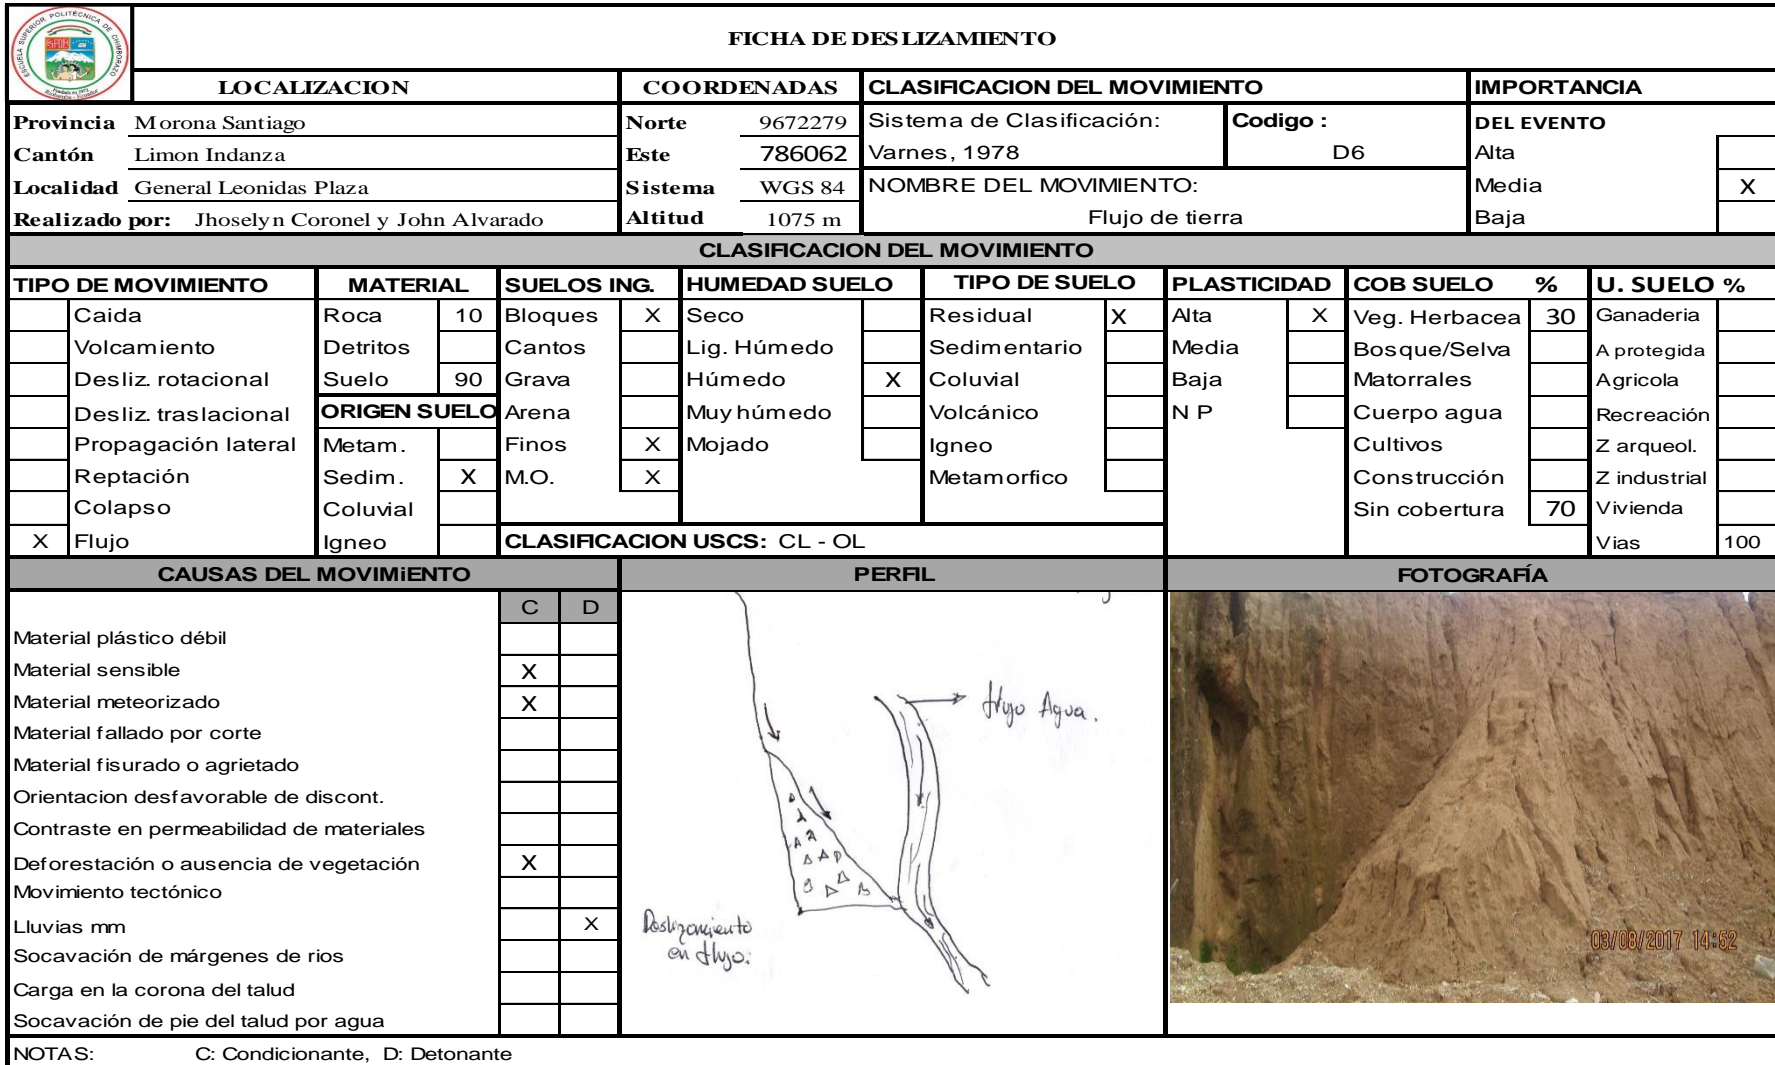 ESCUELA SUPERIOR POLITÉCNICA DE CHIMBORAZO
FICHA DE DESLIZAMIENTO
LOCALIZACION COORDENADAS CLASIFICACION DEL MOVIMIENTO IMPORTANCIA
Provincia Morona Santiago Norte 9672279 Sistema de Clasificación: Codigo : DEL EVENTO
Cantón Limon Indanza Este 786062 Varnes, 1978 D6 Alta
Localidad General Leonidas Plaza Sistema WGS 84 NOMBRE DEL MOVIMIENTO: Media X
Realizado por: Jhoselyn Coronel y John Alvarado Altitud 1075 m Flujo de tierra Baja
CLASIFICACION DEL MOVIMIENTO
TIPO DE MOVIMIENTO MATERIAL SUELOS ING. HUMEDAD SUELO TIPO DE SUELO PLASTICIDAD COB SUELO % U. SUELO %
Caida Roca 10 Bloques X Seco Residual X Alta X Veg. Herbacea 30 Ganaderia
Volcamiento Detritos Cantos Lig. Húmedo Sedimentario Media Bosque/Selva A protegida
Desliz. rotacional Suelo 90 Grava Húmedo X Coluvial Baja Matorrales Agricola
Desliz. traslacional ORIGEN SUELO Arena Muy húmedo Volcánico N P Cuerpo agua Recreación
Propagación lateral Metam. Finos X Mojado Igneo Cultivos Z arqueol.
Reptación Sedim. X M.O. X Metamorfico Construcción Z industrial
Colapso Coluvial Sin cobertura 70 Vivienda
X Flujo Igneo CLASIFICACION USCS: CL - OL Vias 100
CAUSAS DEL MOVIMiENTO PERFIL FOTOGRAFÍA
C D
Material plástico débil
Material sensible X
Material meteorizado X
Material fallado por corte
Material fisurado o agrietado
Orientacion desfavorable de discont.
Contraste en permeabilidad de materiales
Deforestación o ausencia de vegetación X
Movimiento tectónico
Lluvias mm X
Socavación de márgenes de rios
Carga en la corona del talud
Socavación de pie del talud por agua
flujo Agua.
Deslizamiento
en flujo.
03/08/2017 14:52
NOTAS: C: Condicionante, D: Detonante